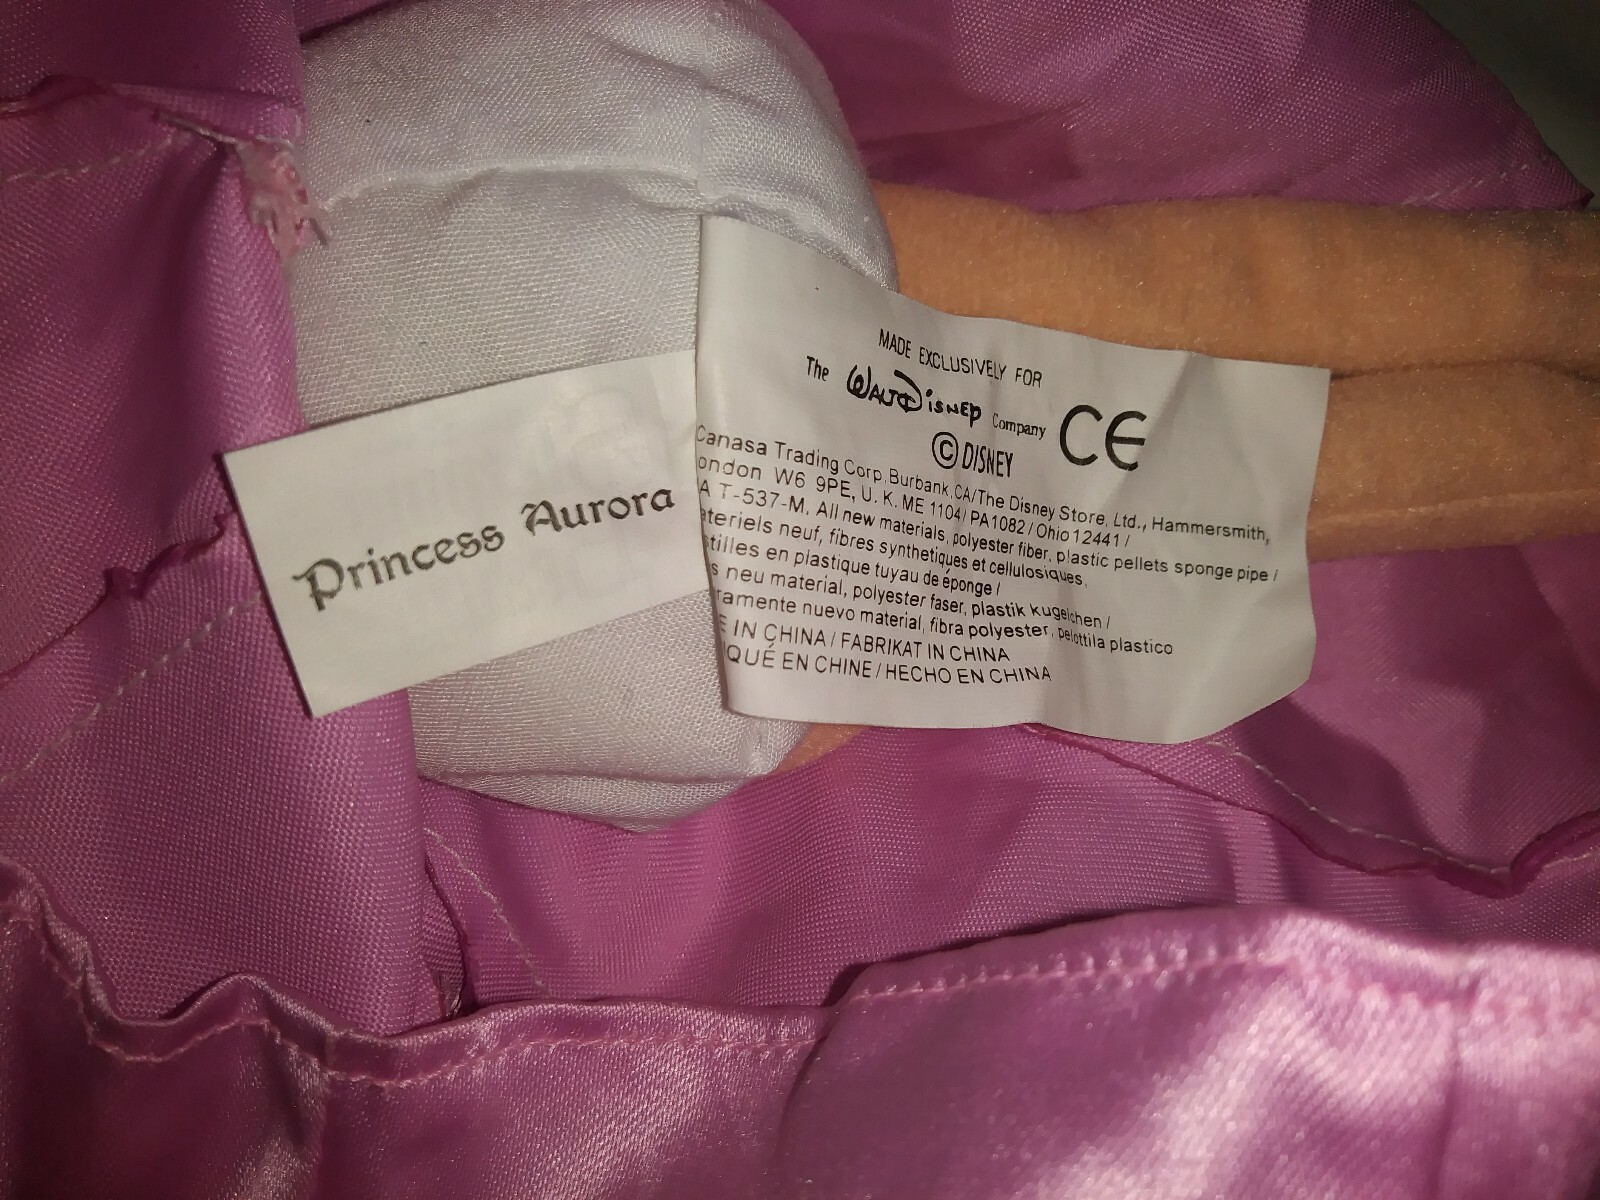 Princess Aurora
MADE EXCLUSIVELY FOR
The WALT DISNEY Company CE
© DISNEY
Canasa Trading Corp. Burbank, CA/The Disney Store, Ltd., Hammersmith,
ondon W6 9PE, U.K. ME 1104/ PA1082 / Ohio 12441 /
A T-537-M. All new materials, polyester fiber, plastic pellets sponge pipe /
ateriels neuf, fibres synthetiques et cellulosiques,
stilles en plastique tuyau de éponge /
s neu material, polyester faser, plastik kugelchen /
ramente nuevo material, fibra polyester, pelottila plastico
E IN CHINA / FABRIKAT IN CHINA
IQUÉ EN CHINE / HECHO EN CHINA